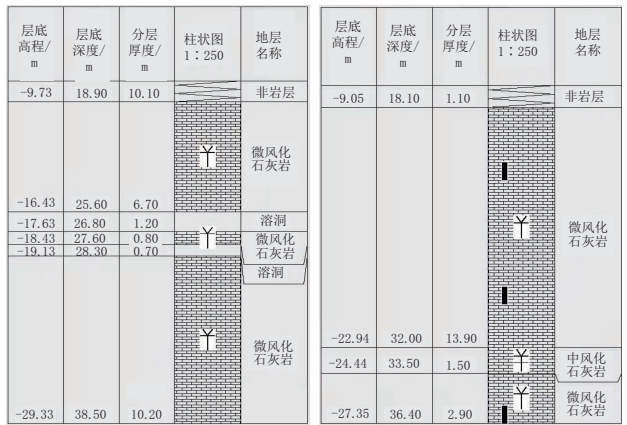 层底
高程/
m
层底
深度/
m
分层
厚度/
m
柱状图
1：250
地层
名称
-9.73 18.90 10.10 非岩层
微风化
石灰岩
-16.43 25.60 6.70
-17.63 26.80 1.20 溶洞
-18.43 27.60 0.80 微风化
石灰岩
-19.13 28.30 0.70
溶洞
微风化
石灰岩
-29.33 38.50 10.20
层底
高程/
m
层底
深度/
m
分层
厚度/
m
柱状图
1：250
地层
名称
-9.05 18.10 1.10 非岩层
微风化
石灰岩
-22.94 32.00 13.90
-24.44 33.50 1.50 中风化
石灰岩
微风化
石灰岩
-27.35 36.40 2.90